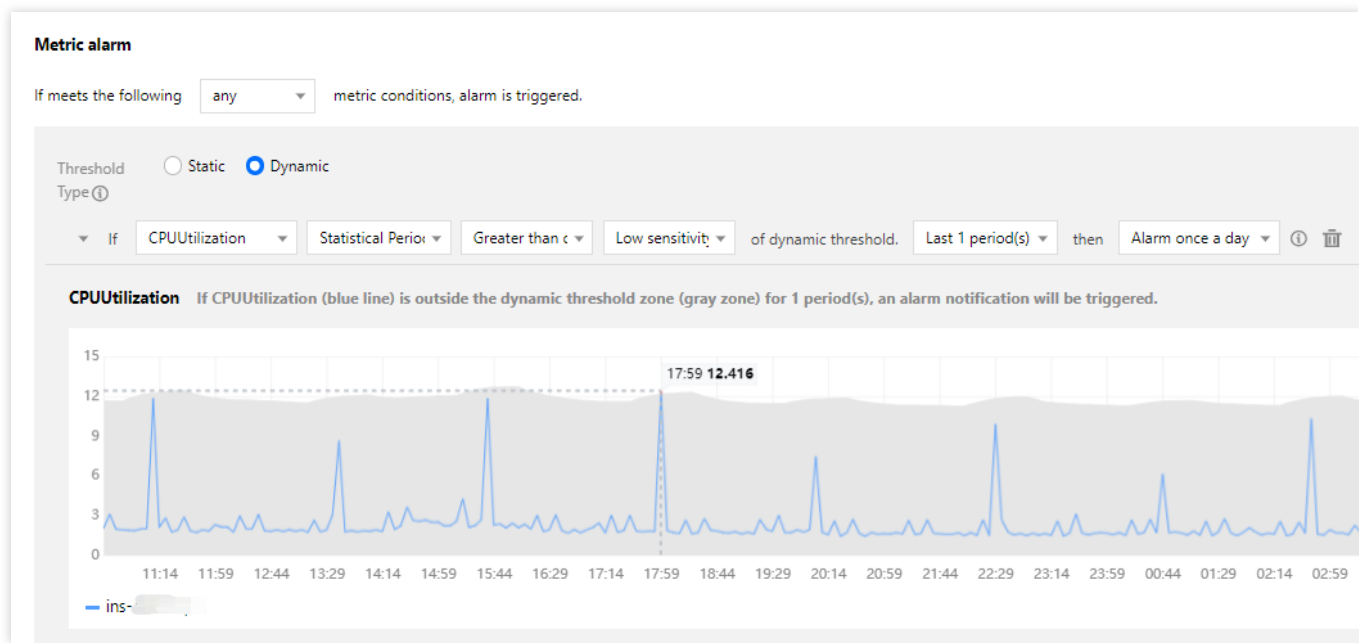 Metric alarm
If meets the following any metric conditions, alarm is triggered.
Threshold Type Static Dynamic
If CPUUtilization Statistical Perio Greater than c Low sensitivity of dynamic threshold. Last 1 period(s) then Alarm once a day
CPUUtilization If CPUUtilization (blue line) is outside the dynamic threshold zone (gray zone) for 1 period(s), an alarm notification will be triggered.
15
17:59 12.416
12
9
6
3
0
11:14 11:59 12:44 13:29 14:14 14:59 15:44 16:29 17:14 17:59 18:44 19:29 20:14 20:59 21:44 22:29 23:14 23:59 00:44 01:29 02:14 02:59
ins-